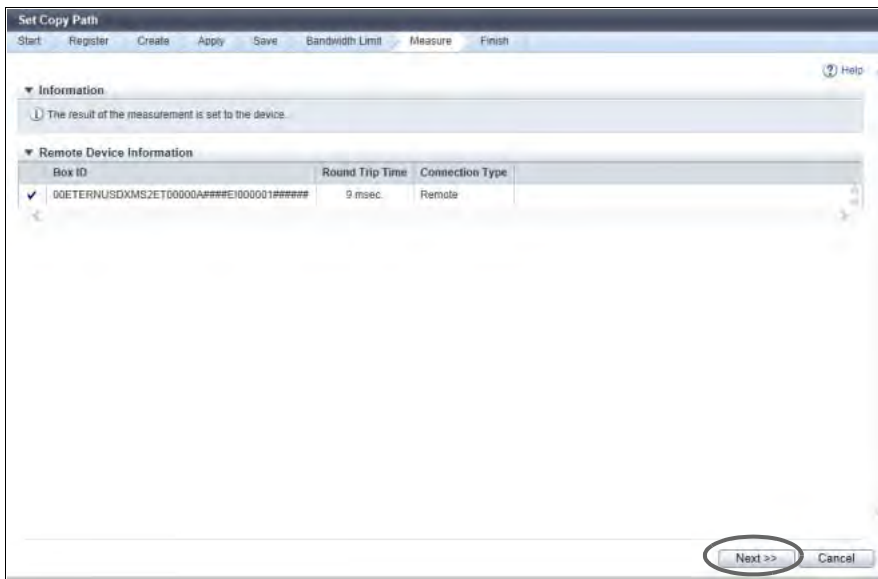 Set Copy Path
Start Register Create Apply Save Bandwidth Limit Measure Finish
Help
Information
The result of the measurement is set to the device.
Remote Device Information
Box ID Round Trip Time Connection Type
00ETERNUSDXMS2ET00000A####EI000001###### 9 msec. Remote
Next >> Cancel